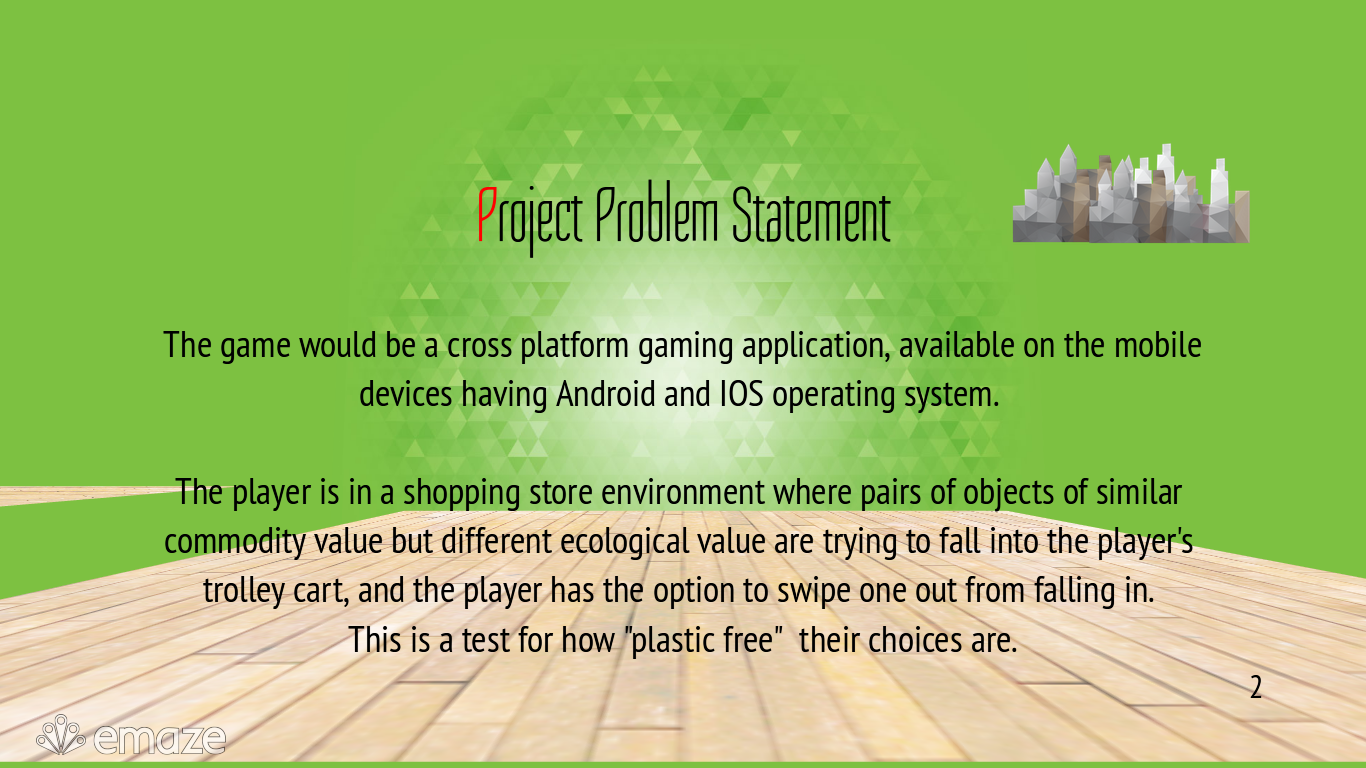 Project Problem Statement
The game would be a cross platform gaming application, available on the mobile
devices having Android and IOS operating system.
The player is in a shopping store environment where pairs of objects of similar
commodity value but different ecological value are trying to fall into the player's
trolley cart, and the player has the option to swipe one out from falling in.
This is a test for how "plastic free"  their choices are.
2
emaze